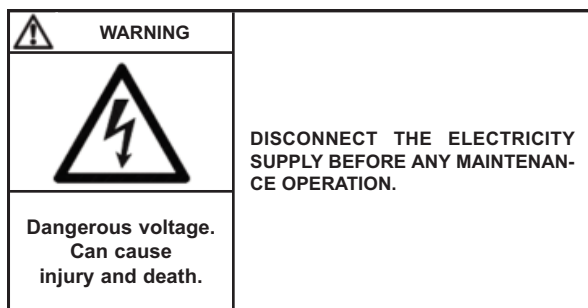 WARNING
Dangerous voltage.
Can cause
injury and death.
DISCONNECT THE ELECTRICITY
SUPPLY BEFORE ANY MAINTENAN-
CE OPERATION.